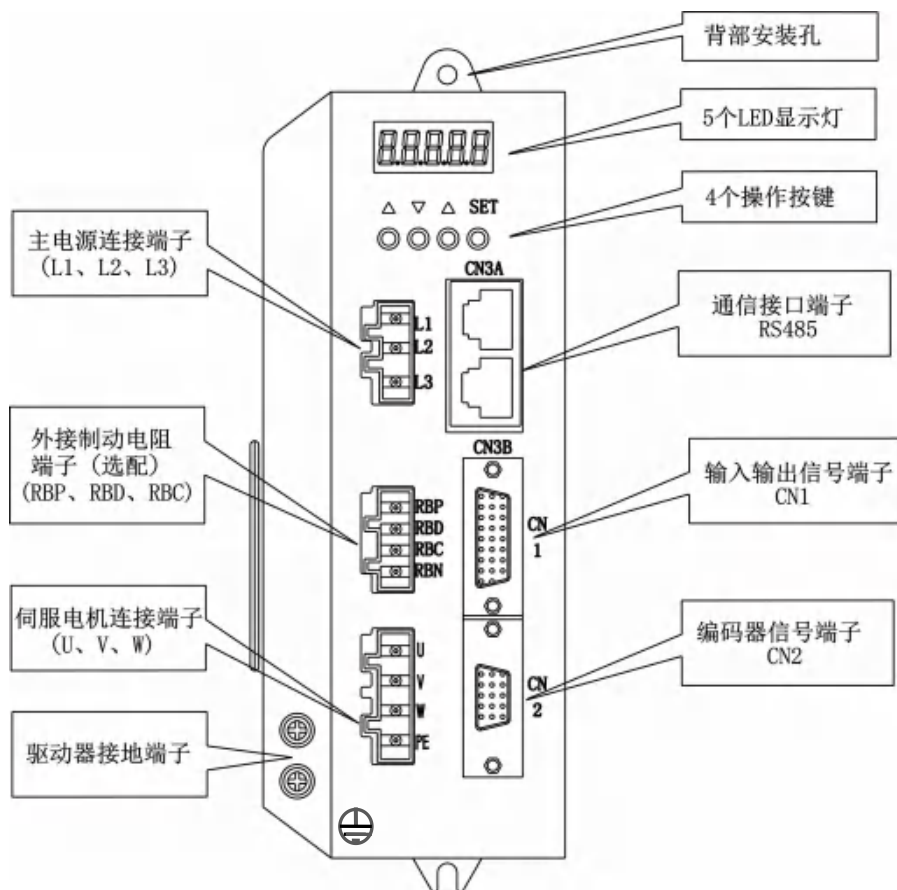 背部安装孔
5个LED显示灯
4个操作按键
SET
主电源连接端子
(L1、L2、L3)
CN3A
L1
L2
L3
通信接口端子
RS485
外接制动电阻
端子（选配）
(RBP、RBD、RBC)
CN3B
RBP
RBD
RBC
RBN
CN
1
输入输出信号端子
CN1
伺服电机连接端子
(U、V、W)
U
V
W
PE
CN
2
编码器信号端子
CN2
驱动器接地端子